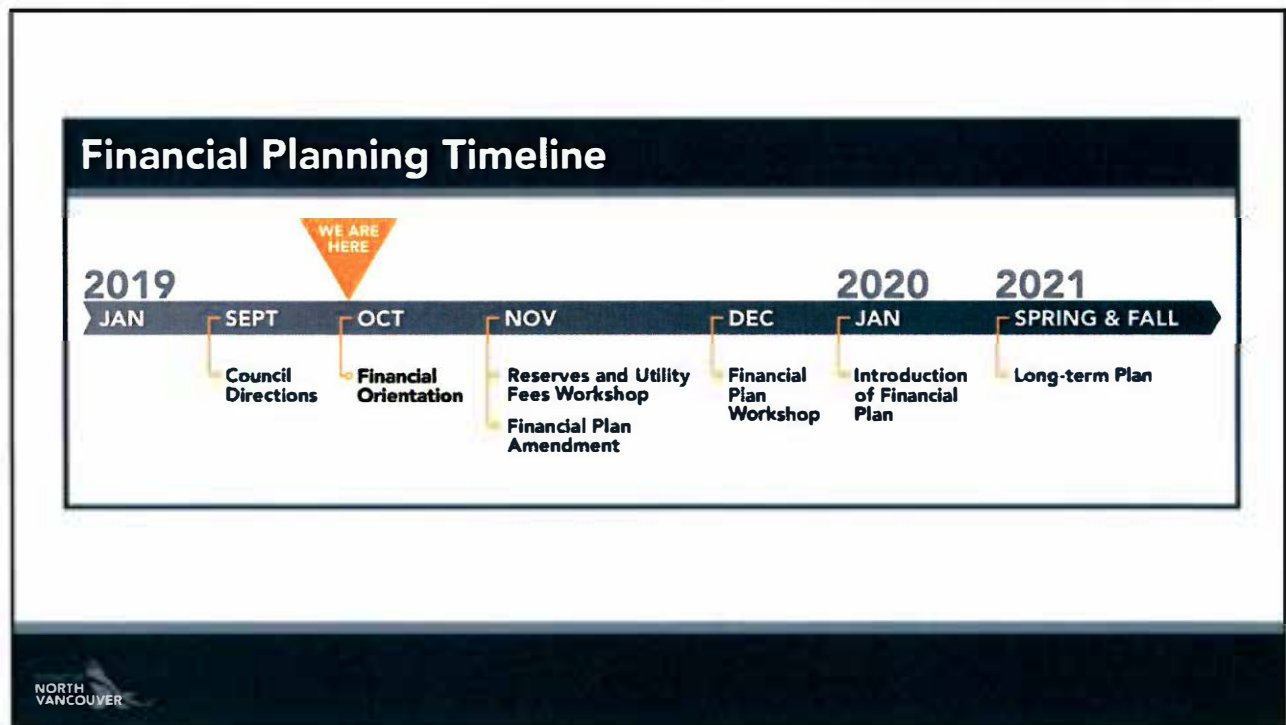 Financial Planning Timeline
WE ARE
HERE
2019
2020
2021
JAN
SEPT
OCT
NOV
DEC
JAN
SPRING & FALL
Council
Directions
Financial
Orientation
Reserves and Utility
Fees Workshop
Financial Plan
Amendment
Financial
Plan
Workshop
Introduction
of Financial
Plan
Long-term Plan
NORTH
VANCOUVER